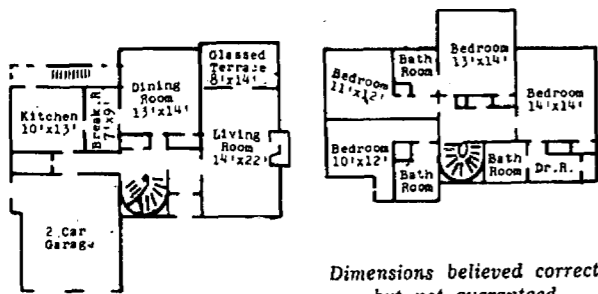 Glassed
Terrace
8'x14'
Dining
Room
13'x14'
Kitchen
10'x13'
Break.R
7'x9'
Living
Room
14'x22'
2 Car
Garage
Bath
Room
Bedroom
13'x14'
Bedroom
11'x12'
Bedroom
14'x14'
Bedroom
10'x12'
Bath
Room
Bath
Room
Dr.R.
Dimensions believed correct
but not guaranteed